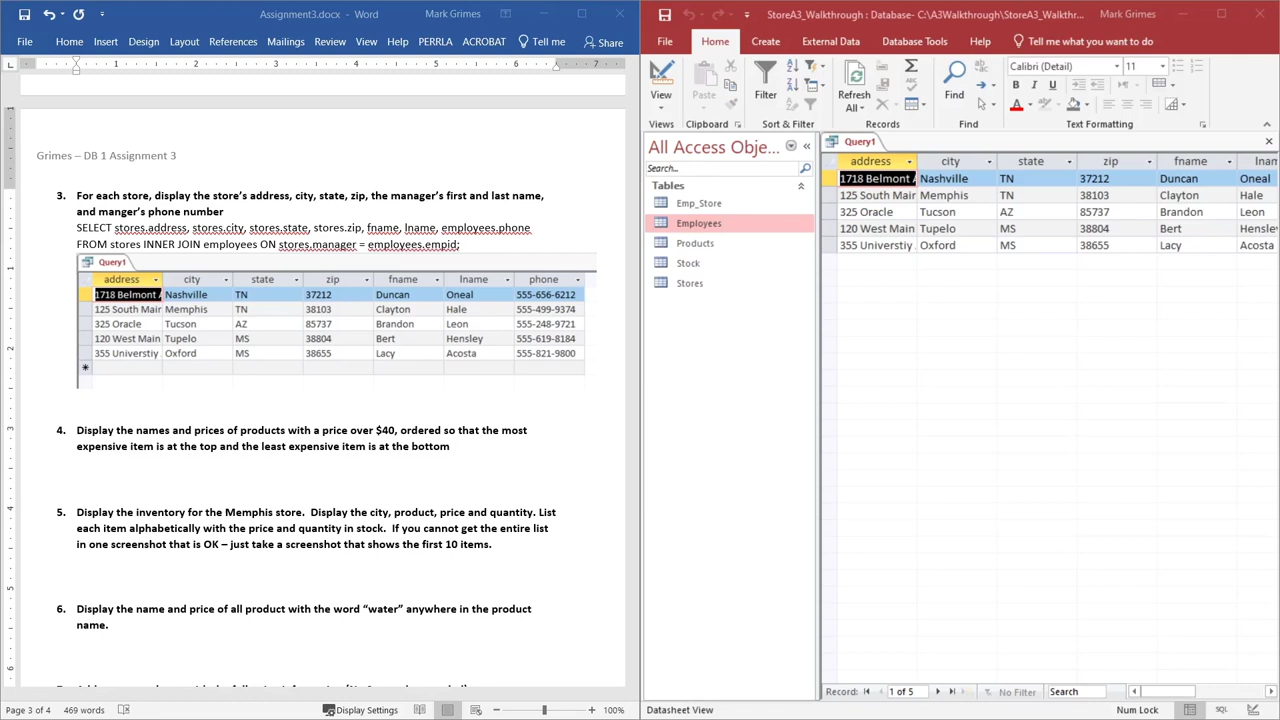 Assignment3.docx - Word
Mark Grimes
File Home Insert Design Layout References Mailings Review View Help PERRLA ACROBAT Tell me Share
1 2 3 4 5 6 7
Grimes – DB 1 Assignment 3
3. For each store, display the store's address, city, state, zip, the manager's first and last name,
and manger's phone number
SELECT stores.address, stores.city, stores.state, stores.zip, fname, lname, employees.phone
FROM stores INNER JOIN employees ON stores.manager = employees.empid;
Query1
address city state zip fname lname phone
1718 Belmont A Nashville TN 37212 Duncan Oneal 555-656-6212
125 South Main Memphis TN 38103 Clayton Hale 555-499-9374
325 Oracle Tucson AZ 85737 Brandon Leon 555-248-9721
120 West Main Tupelo MS 38804 Bert Hensley 555-619-8184
355 Universtiy Oxford MS 38655 Lacy Acosta 555-821-9800
4. Display the names and prices of products with a price over $40, ordered so that the most
expensive item is at the top and the least expensive item is at the bottom
5. Display the inventory for the Memphis store.  Display the city, product, price and quantity. List
each item alphabetically with the price and quantity in stock.  If you cannot get the entire list
in one screenshot that is OK – just take a screenshot that shows the first 10 items.
6. Display the name and price of all product with the word “water” anywhere in the product
name.
Page 3 of 4 469 words Display Settings 100%
StoreA3_Walkthrough : Database- C:\A3Walkthrough\StoreA3_Walkthr...
Mark Grimes
File Home Create External Data Database Tools Help Tell me what you want to do
View Paste Filter Refresh All Find Calibri (Detail) 11
Views Clipboard Sort & Filter Records Find Text Formatting
All Access Obje...
Search...
Tables
Emp_Store
Employees
Products
Stock
Stores
Query1
address city state zip fname lnam
1718 Belmont A Nashville TN 37212 Duncan Oneal
125 South Main Memphis TN 38103 Clayton Hale
325 Oracle Tucson AZ 85737 Brandon Leon
120 West Main Tupelo MS 38804 Bert Hensle
355 Universtiy Oxford MS 38655 Lacy Acosta
Record: 1 of 5 No Filter Search
Datasheet View
Num Lock
SQL